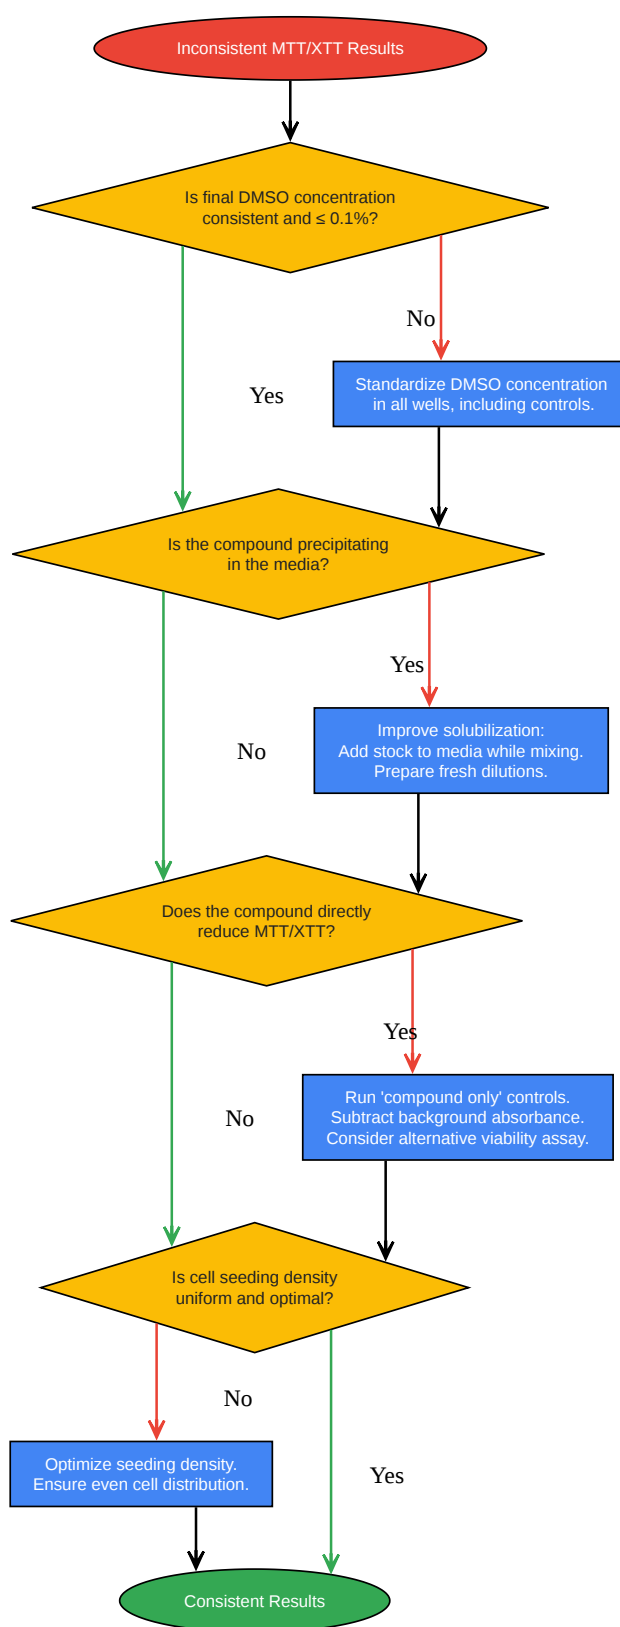 Inconsistent MTT/XTT Results
Is final DMSO concentration
consistent and ≤ 0.1%?
No
Standardize DMSO concentration
in all wells, including controls.
Yes
Is the compound precipitating
in the media?
Yes
Improve solubilization:
Add stock to media while mixing.
Prepare fresh dilutions.
No
Does the compound directly
reduce MTT/XTT?
Yes
Run 'compound only' controls.
Subtract background absorbance.
Consider alternative viability assay.
No
Is cell seeding density
uniform and optimal?
No
Optimize seeding density.
Ensure even cell distribution.
Yes
Consistent Results